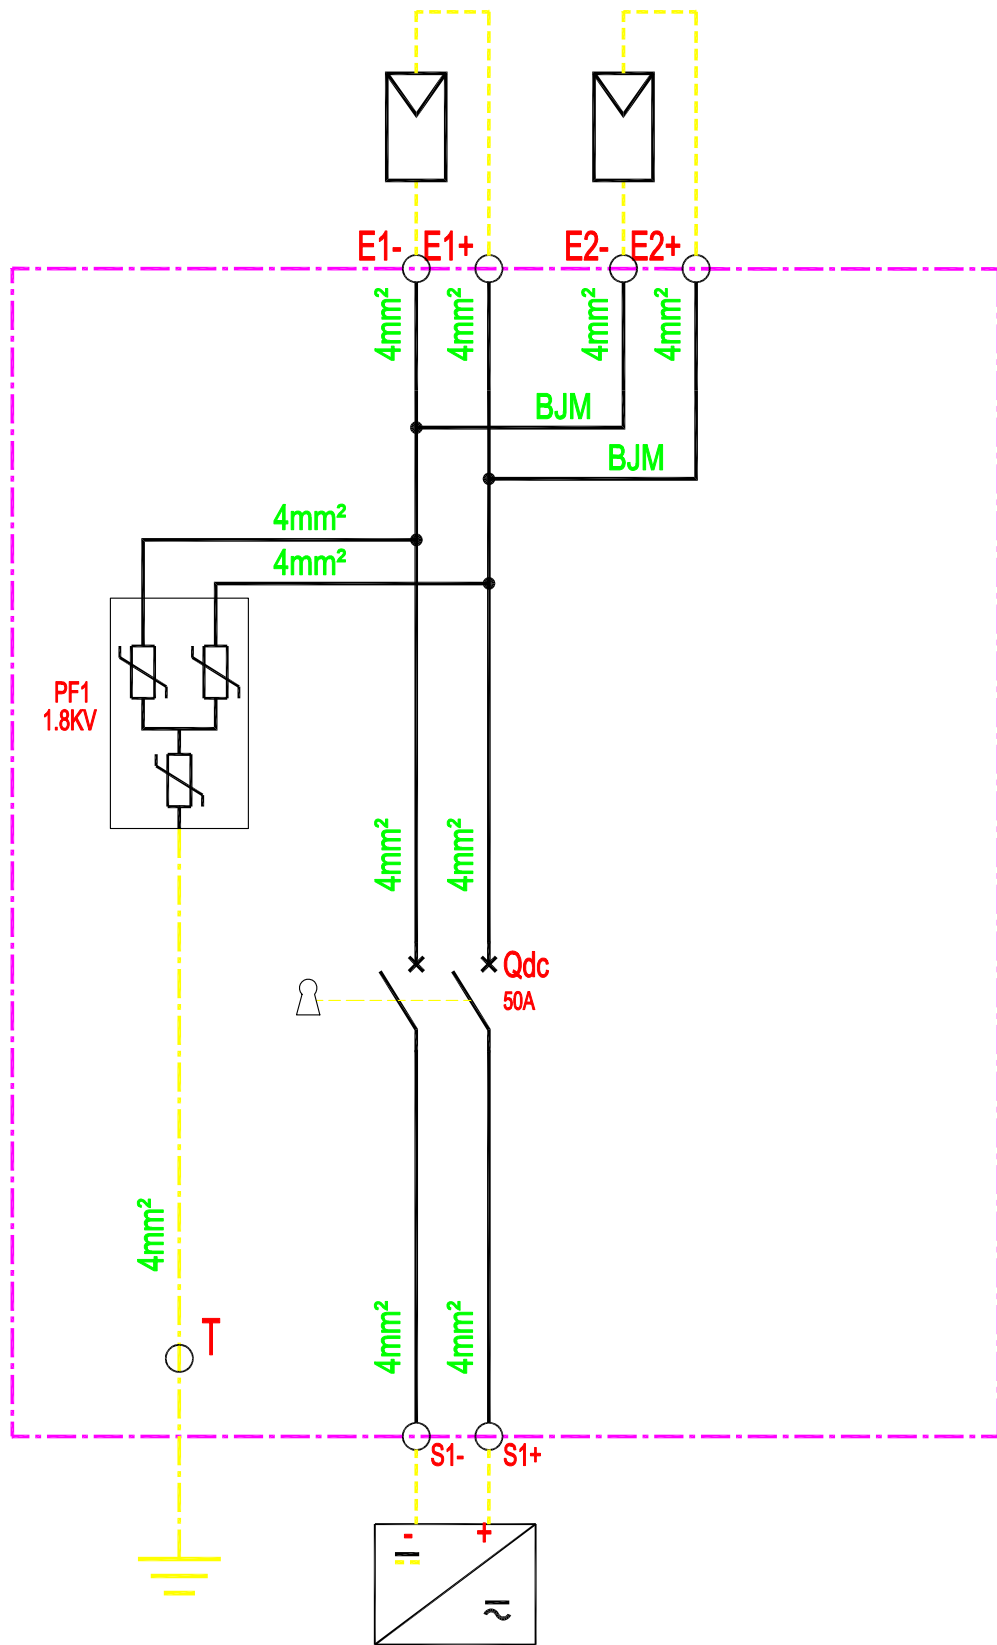 E1- E1+ E2- E2+
4mm² 4mm² 4mm² 4mm²
BJM
BJM
4mm²
4mm²
PF1
1.8KV
4mm² 4mm²
Qdc
50A
4mm²
4mm² 4mm²
T
S1- S1+
- +